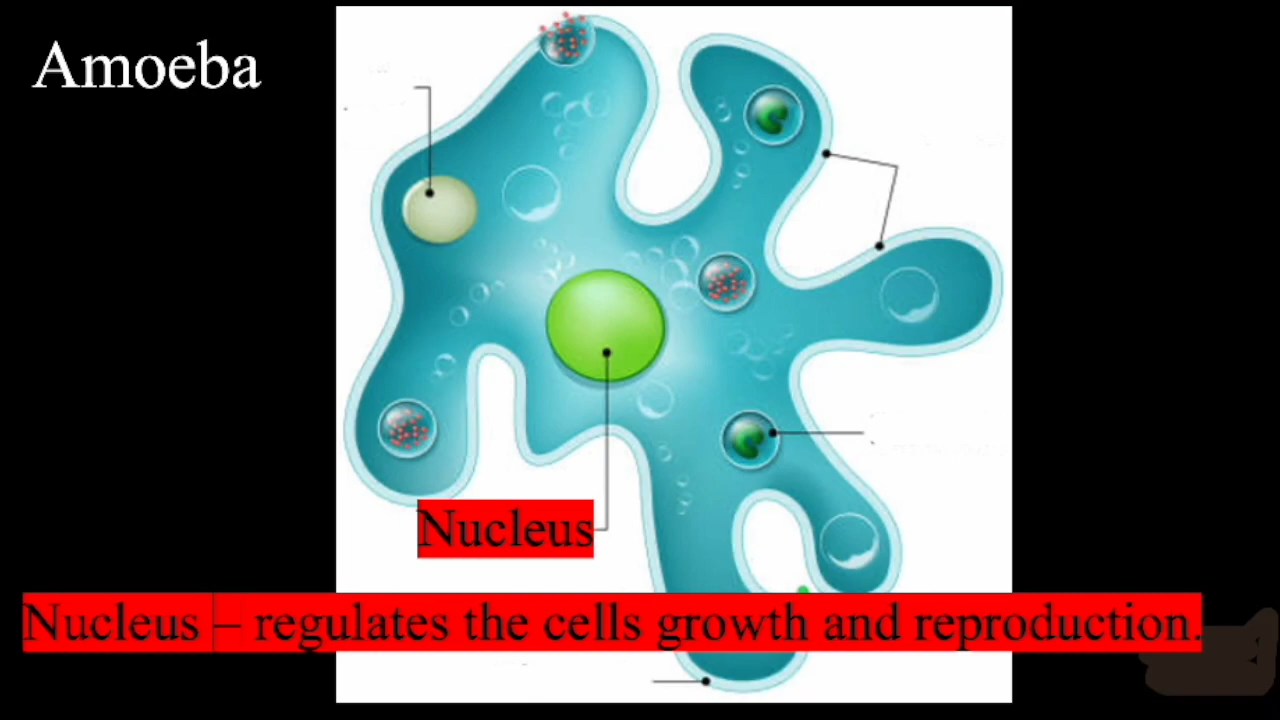 Amoeba
Nucleus
Nucleus – regulates the cells growth and reproduction.